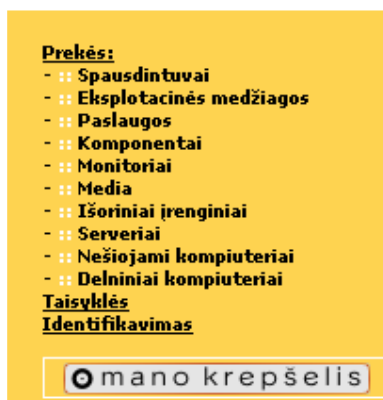 Prekės:
- :: Spausdintuvai
- :: Eksplotacinės medžiagos
- :: Paslaugos
- :: Komponentai
- :: Monitoriai
- :: Media
- :: Išoriniai įrenginiai
- :: Serveriai
- :: Nešiojami kompiuteriai
- :: Delniniai kompiuteriai
Taisyklės
Identifikavimas
mano krepšelis